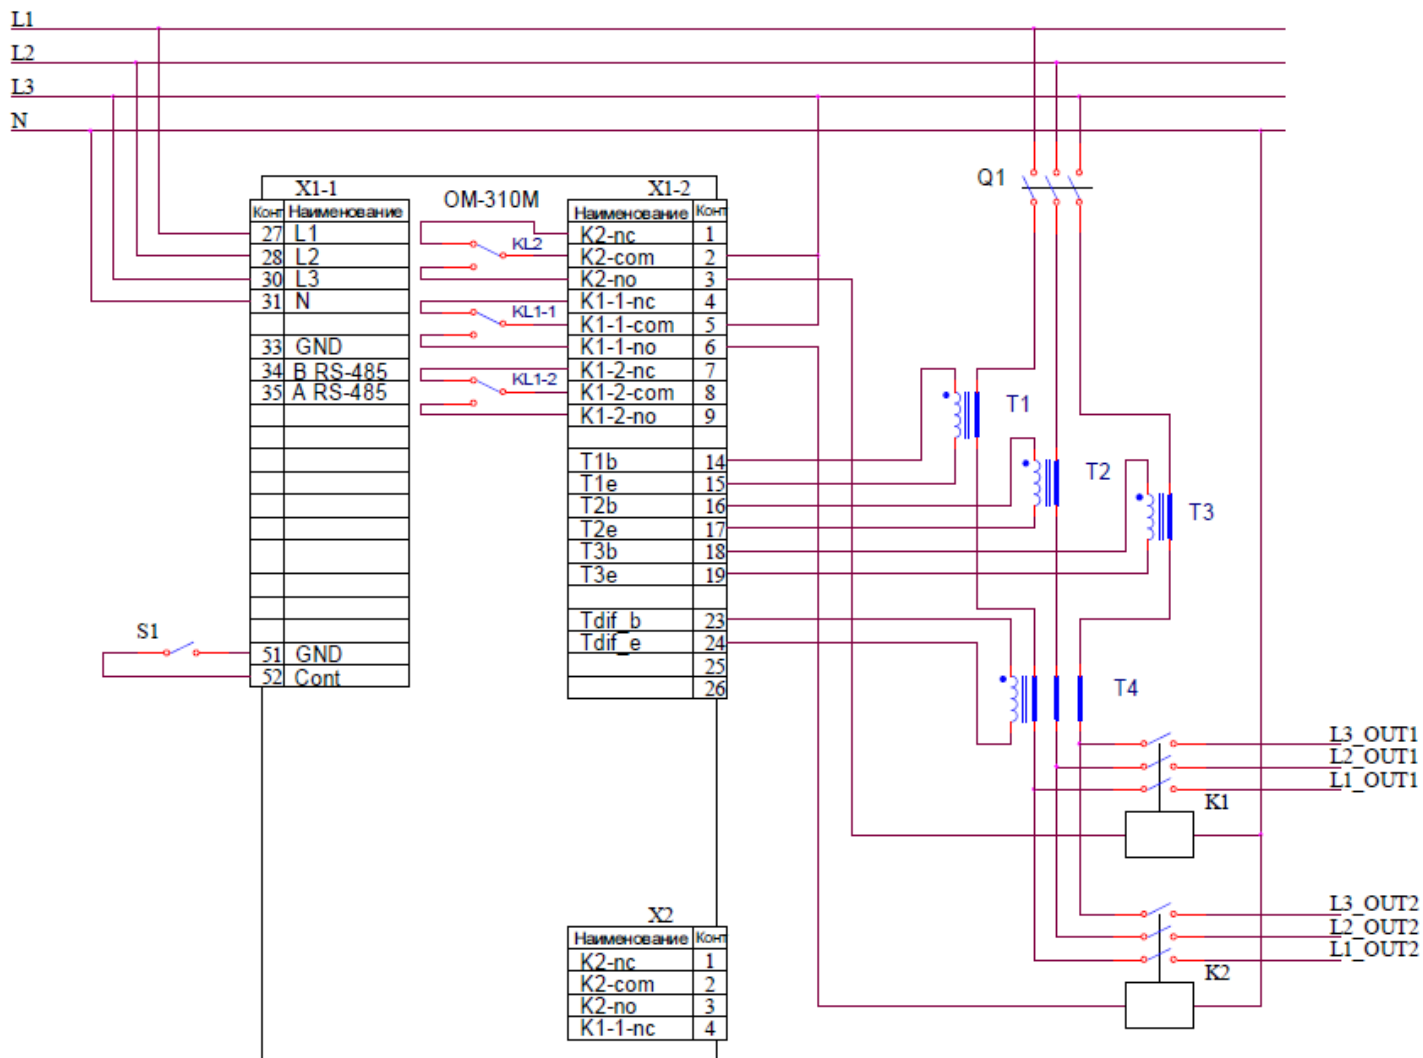 L1
L2
L3
N
X1-1
OM-310M
X1-2
Q1
Конт Наименование
27 L1
28 L2
30 L3
31 N
33 GND
34 B RS-485
35 A RS-485
51 GND
52 Cont
S1
KL2
KL1-1
KL1-2
Наименование Конт
K2-nc 1
K2-com 2
K2-no 3
K1-1-nc 4
K1-1-com 5
K1-1-no 6
K1-2-nc 7
K1-2-com 8
K1-2-no 9
T1b 14
T1e 15
T2b 16
T2e 17
T3b 18
T3e 19
Tdif_b 23
Tdif_e 24
25
26
T1
T2
T3
T4
L3_OUT1
L2_OUT1
L1_OUT1
K1
L3_OUT2
L2_OUT2
L1_OUT2
K2
X2
Наименование Конт
K2-nc 1
K2-com 2
K2-no 3
K1-1-nc 4